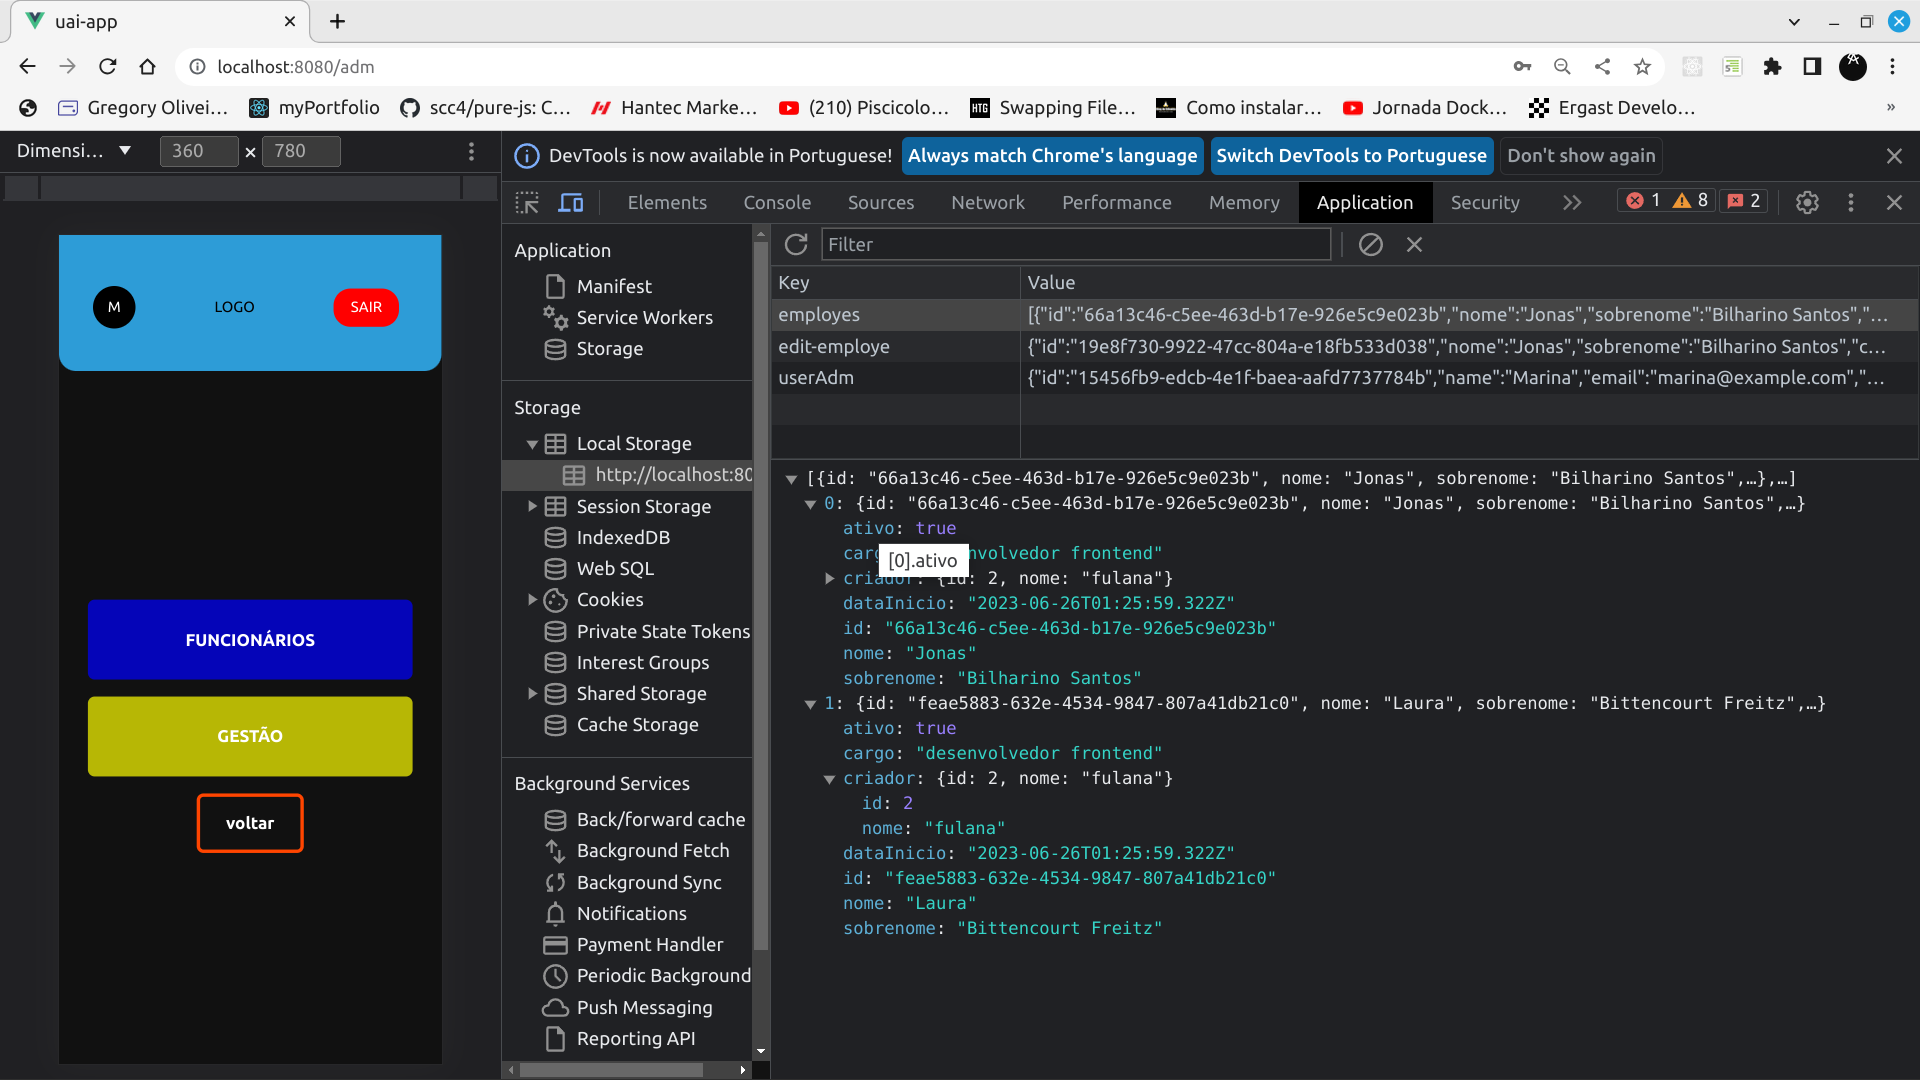 uai-app
localhost:8080/adm
Gregory Olivei...
myPortfolio
scc4/pure-js: C...
Hantec Marke...
(210) Piscicolo...
HTG
Swapping File...
Como instalar...
Jornada Dock...
Ergast Develo...
»
Dimensi...
360
×
780
DevTools is now available in Portuguese!
Always match Chrome's language
Switch DevTools to Portuguese
Don't show again
Elements
Console
Sources
Network
Performance
Memory
Application
Security
1
8
2
M
LOGO
SAIR
FUNCIONÁRIOS
GESTÃO
voltar
Application
Manifest
Service Workers
Storage
Storage
Local Storage
http://localhost:80
Session Storage
IndexedDB
Web SQL
Cookies
Private State Tokens
Interest Groups
Shared Storage
Cache Storage
Background Services
Back/forward cache
Background Fetch
Background Sync
Notifications
Payment Handler
Periodic Background
Push Messaging
Reporting API
Filter
Key
Value
employes
[{"id":"66a13c46-c5ee-463d-b17e-926e5c9e023b","nome":"Jonas","sobrenome":"Bilharino Santos","...
edit-employe
{"id":"19e8f730-9922-47cc-804a-e18fb533d038","nome":"Jonas","sobrenome":"Bilharino Santos","c...
userAdm
{"id":"15456fb9-edcb-4e1f-baea-aafd7737784b","name":"Marina","email":"marina@example.com","...
[{id: "66a13c46-c5ee-463d-b17e-926e5c9e023b", nome: "Jonas", sobrenome: "Bilharino Santos",…},…]
0: {id: "66a13c46-c5ee-463d-b17e-926e5c9e023b", nome: "Jonas", sobrenome: "Bilharino Santos",…}
ativo: true
[0].ativo
nvolvedor frontend"
criador: {id: 2, nome: "fulana"}
dataInicio: "2023-06-26T01:25:59.322Z"
id: "66a13c46-c5ee-463d-b17e-926e5c9e023b"
nome: "Jonas"
sobrenome: "Bilharino Santos"
1: {id: "feae5883-632e-4534-9847-807a41db21c0", nome: "Laura", sobrenome: "Bittencourt Freitz",…}
ativo: true
cargo: "desenvolvedor frontend"
criador: {id: 2, nome: "fulana"}
id: 2
nome: "fulana"
dataInicio: "2023-06-26T01:25:59.322Z"
id: "feae5883-632e-4534-9847-807a41db21c0"
nome: "Laura"
sobrenome: "Bittencourt Freitz"